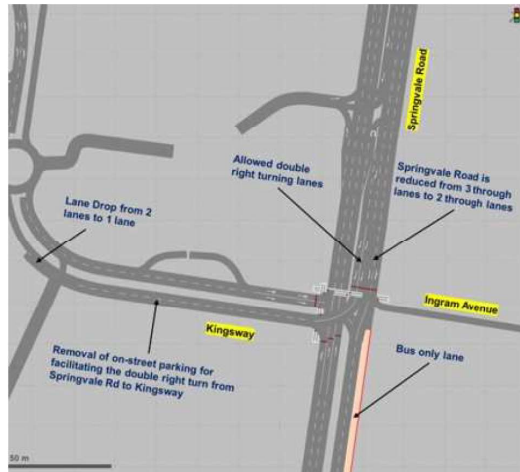 Springvale Road
Allowed double
right turning lanes
Springvale Road is
reduced from 3 through
lanes to 2 through lanes
Lane Drop from 2
lanes to 1 lane
Ingram Avenue
Kingsway
Removal of on-street parking for
facilitating the double right turn from
Springvale Rd to Kingsway
Bus only lane
50 m